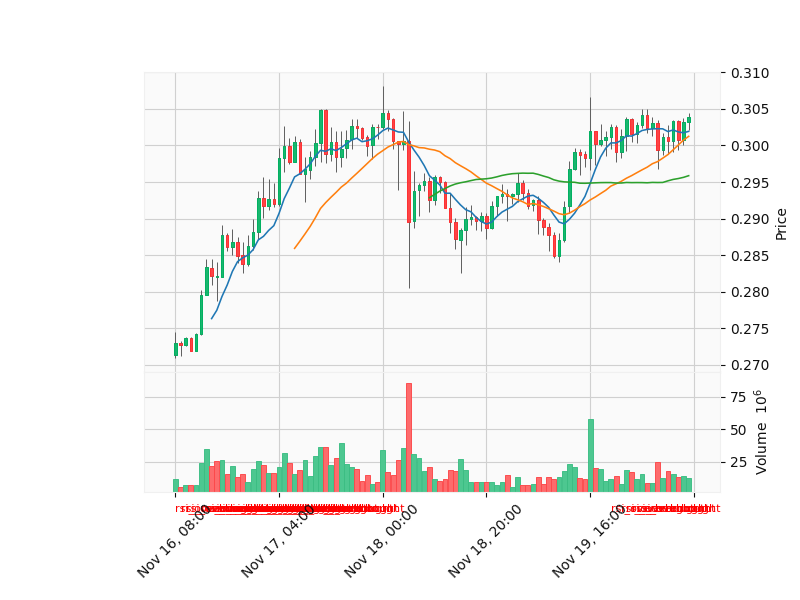 0.310
0.305
0.300
0.295
0.290
0.285
0.280
0.275
0.270
Price
75
50
25
Volume 10⁶
Nov 16, 08:00
Nov 17, 04:00
Nov 18, 00:00
Nov 18, 20:00
Nov 19, 16:00